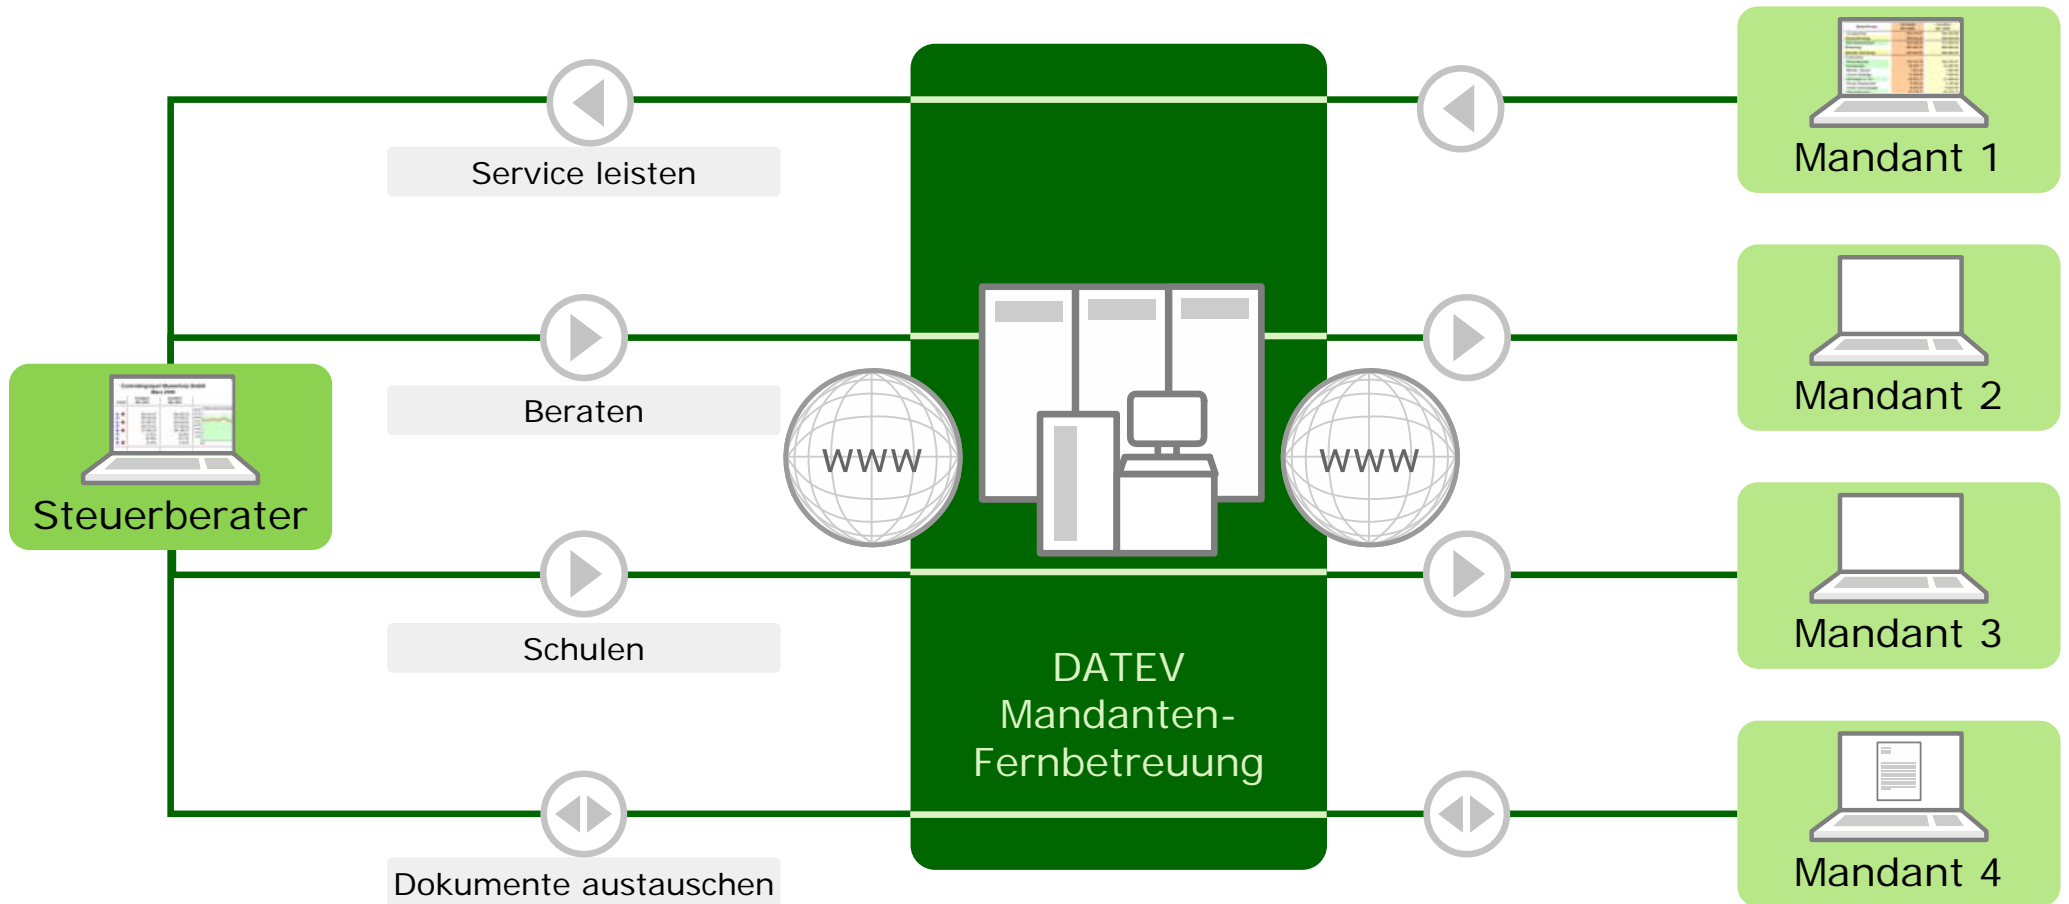 Mandant 1
Service leisten
Mandant 2
Beraten
WWW
WWW
Steuerberater
Mandant 3
Schulen
DATEV
Mandanten-
Fernbetreuung
Mandant 4
Dokumente austauschen